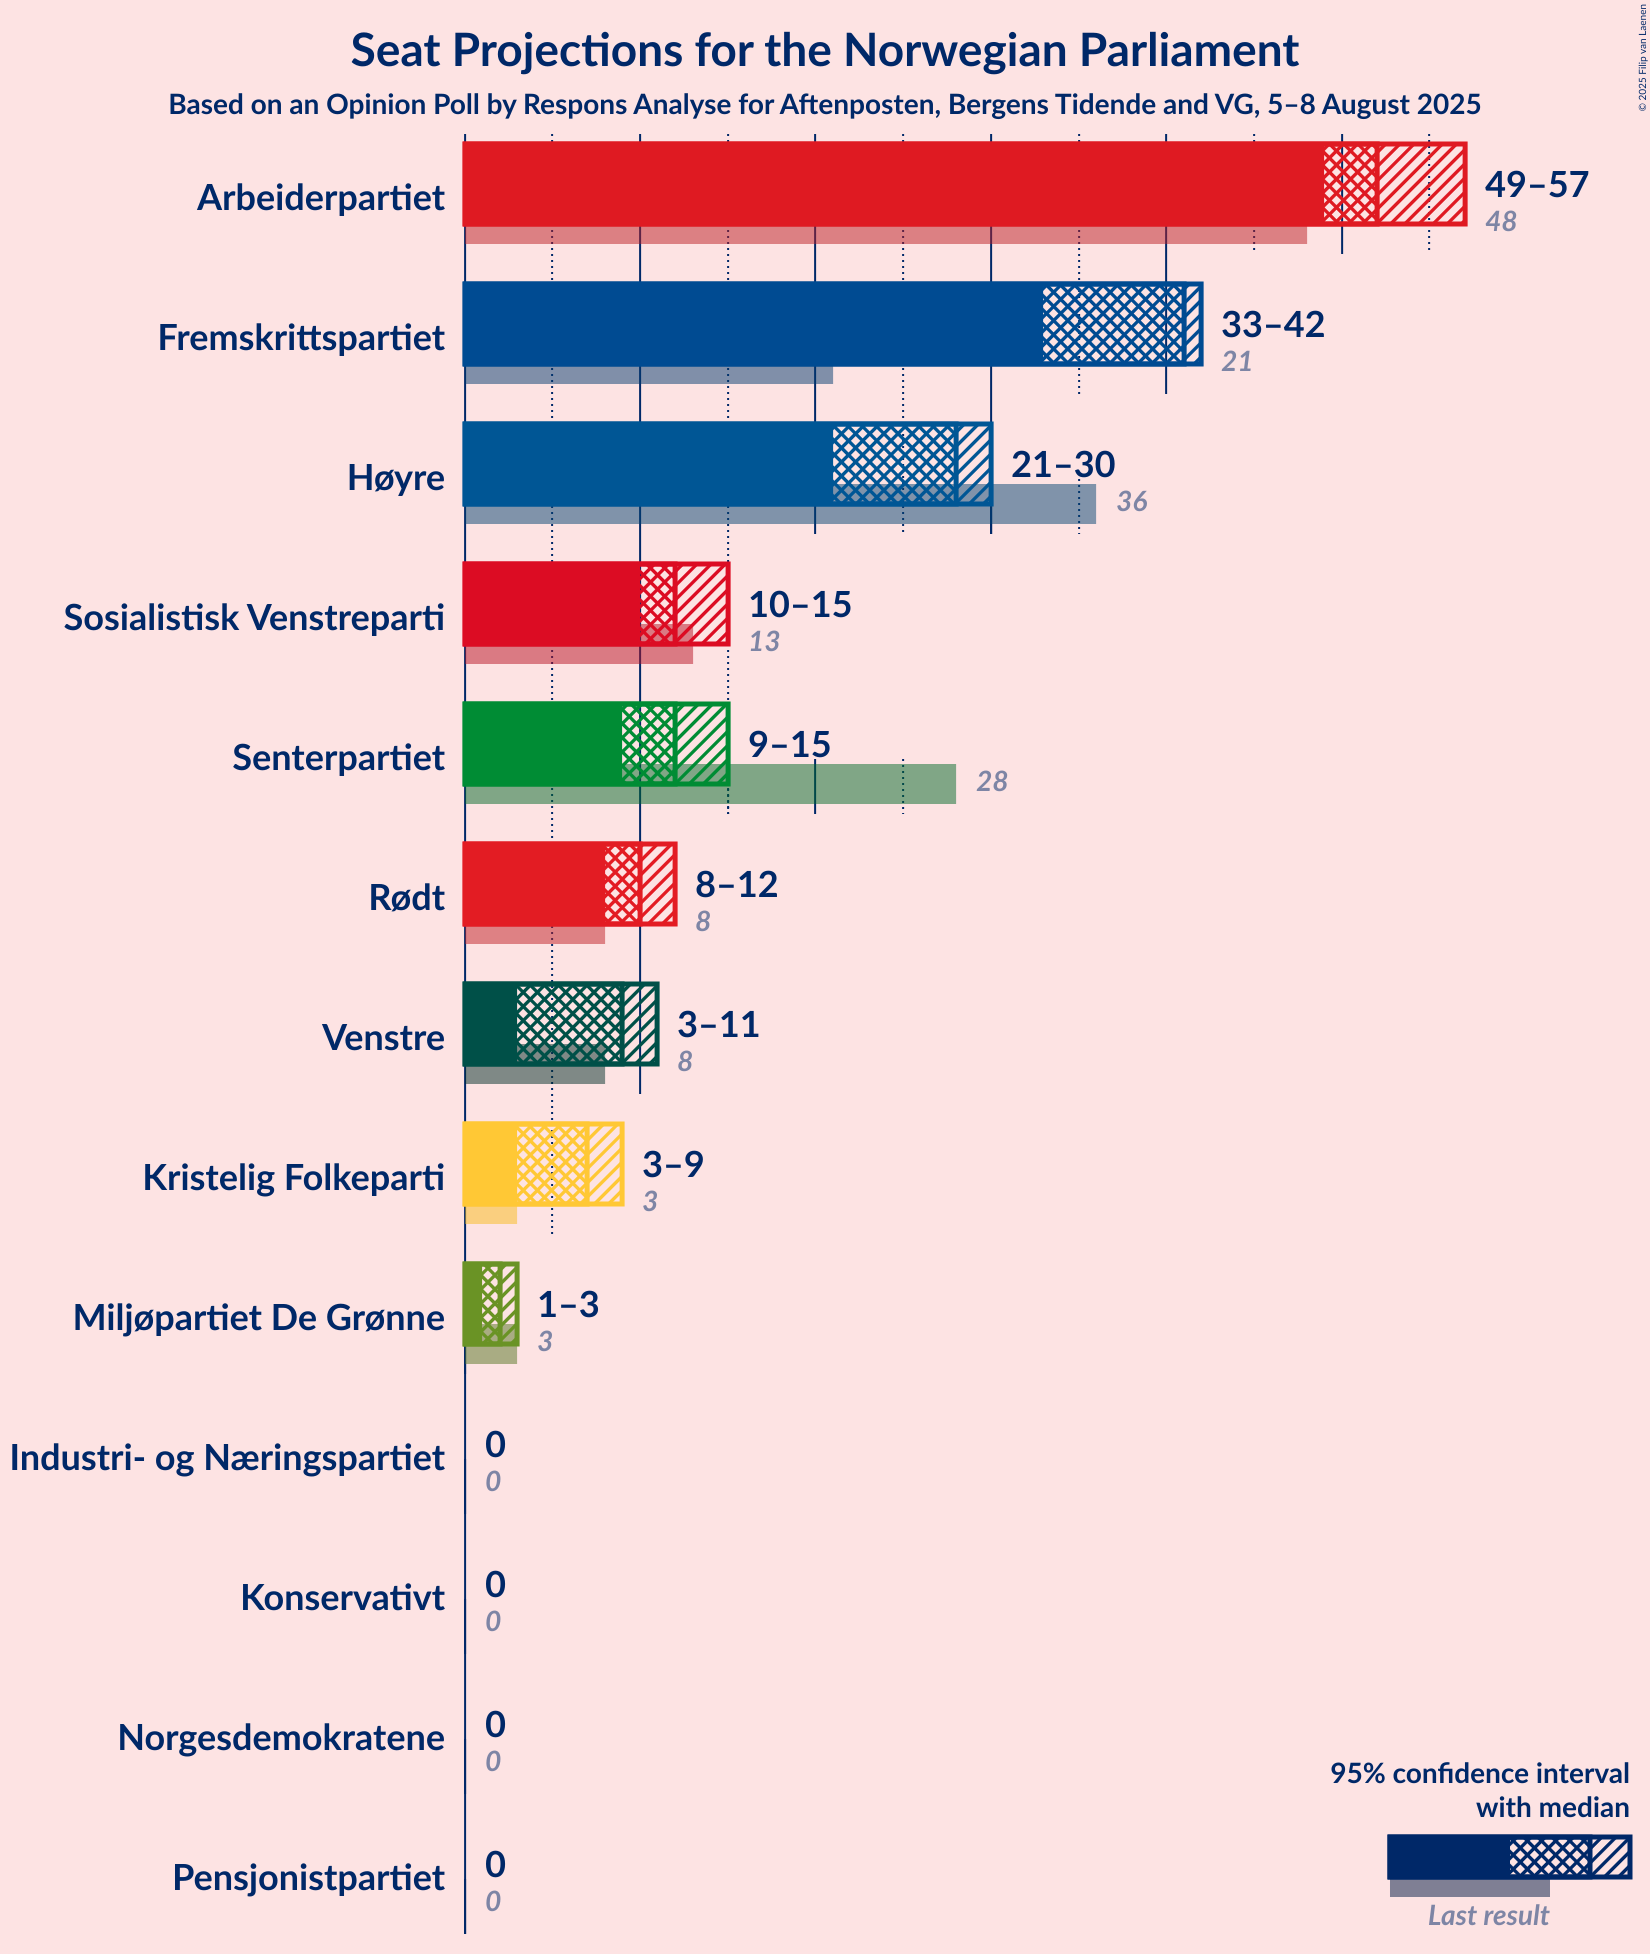 Seat Projections for the Norwegian Parliament
Based on an Opinion Poll by Respons Analyse for Aftenposten, Bergens Tidende and VG, 5–8 August 2025
© 2025 Filip van Laenen
Arbeiderpartiet
49–57
48
Fremskrittspartiet
33–42
21
Høyre
21–30
36
Sosialistisk Venstreparti
10–15
13
Senterpartiet
9–15
28
Rødt
8–12
8
Venstre
3–11
8
Kristelig Folkeparti
3–9
3
Miljøpartiet De Grønne
1–3
3
Industri- og Næringspartiet
0
0
Konservativt
0
0
Norgesdemokratene
0
0
Pensjonistpartiet
0
0
95% confidence interval
with median
Last result